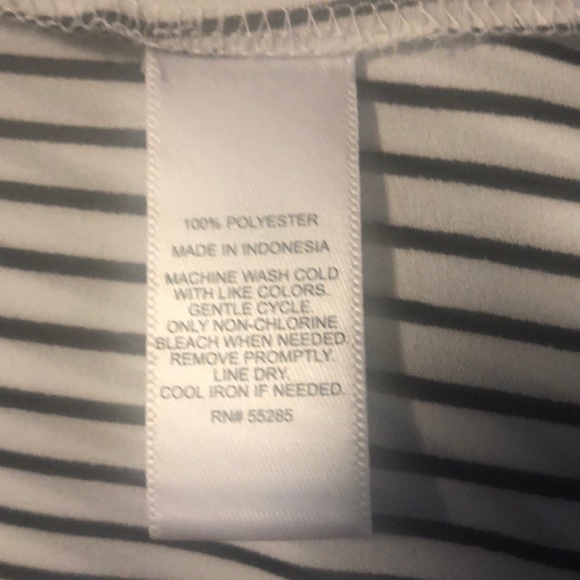 100% POLYESTER
MADE IN INDONESIA
MACHINE WASH COLD
WITH LIKE COLORS.
GENTLE CYCLE.
ONLY NON-CHLORINE
BLEACH WHEN NEEDED.
REMOVE PROMPTLY.
LINE DRY.
COOL IRON IF NEEDED.
RN# 55285